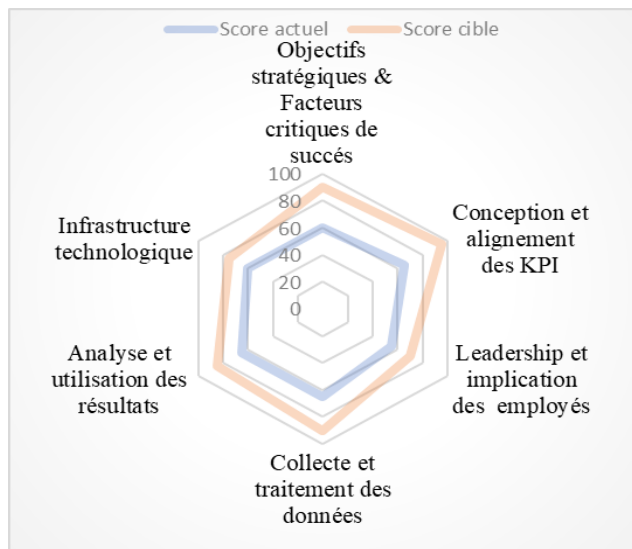 Score actuel
Score cible
Objectifs
stratégiques &
Facteurs
critiques de
succés
100
80
60
40
20
0
Conception et
alignement
des KPI
Leadership et
implication
des employés
Collecte et
traitement des
données
Analyse et
utilisation des
résultats
Infrastructure
technologique